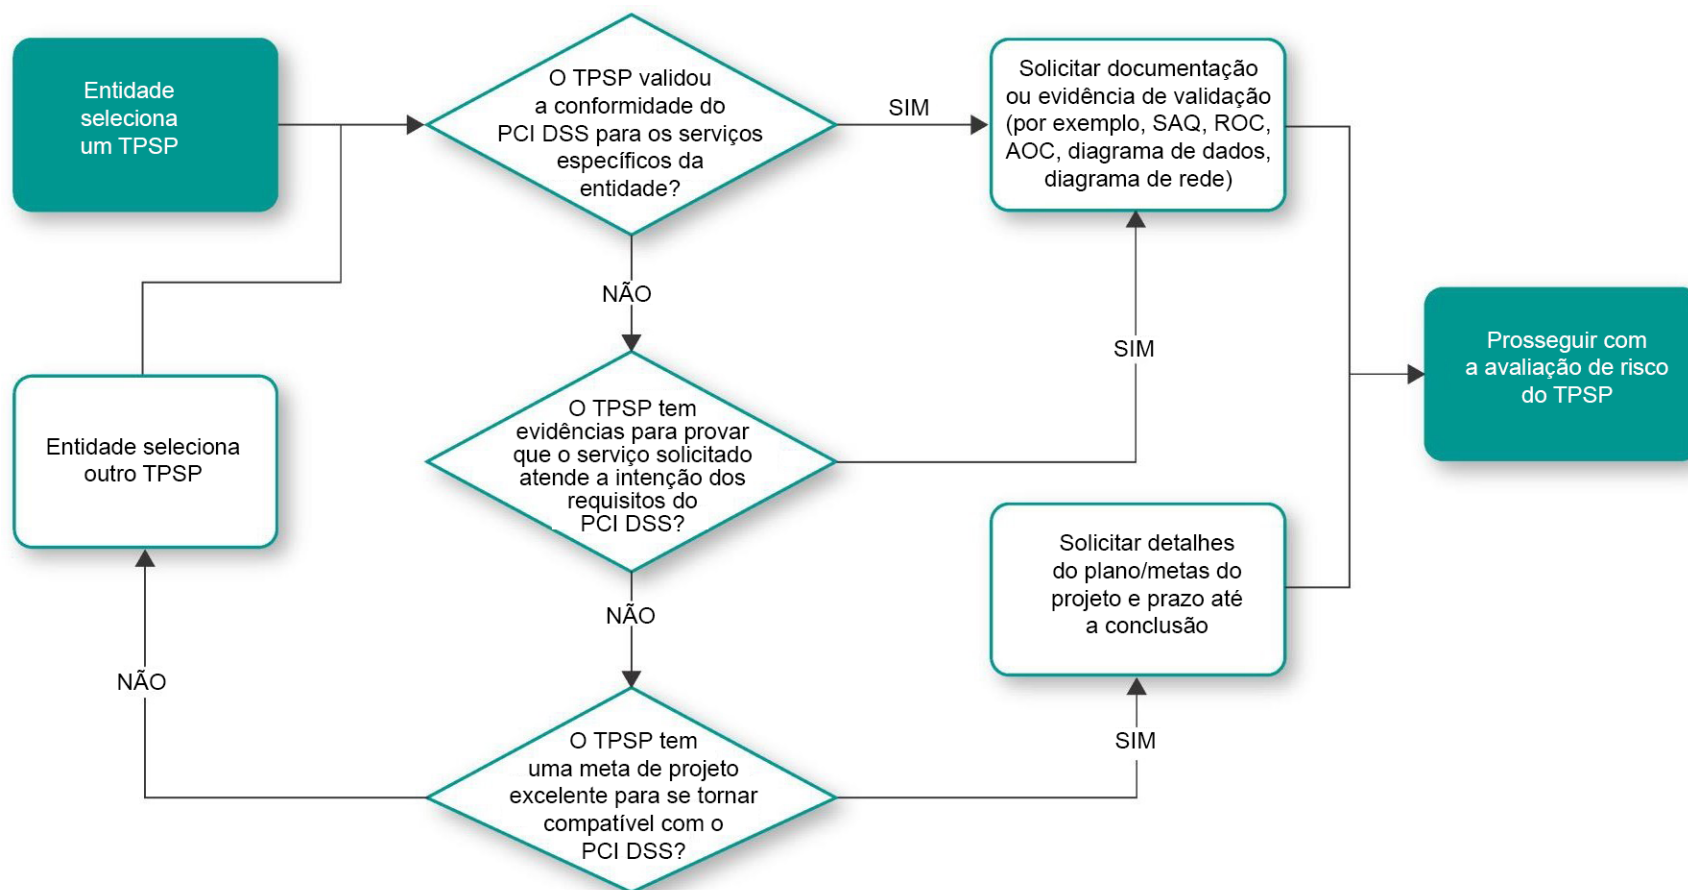 Entidade
seleciona
um TPSP
O TPSP validou
a conformidade do
PCI DSS para os serviços
específicos da
entidade?
SIM
Solicitar documentação
ou evidência de validação
(por exemplo, SAQ, ROC,
AOC, diagrama de dados,
diagrama de rede)
NÃO
SIM
Prosseguir com
a avaliação de risco
do TPSP
Entidade seleciona
outro TPSP
O TPSP tem
evidências para provar
que o serviço solicitado
atende a intenção dos
requisitos do
PCI DSS?
Solicitar detalhes
do plano/metas do
projeto e prazo até
a conclusão
NÃO
NÃO
SIM
O TPSP tem
uma meta de projeto
excelente para se tornar
compatível com o
PCI DSS?